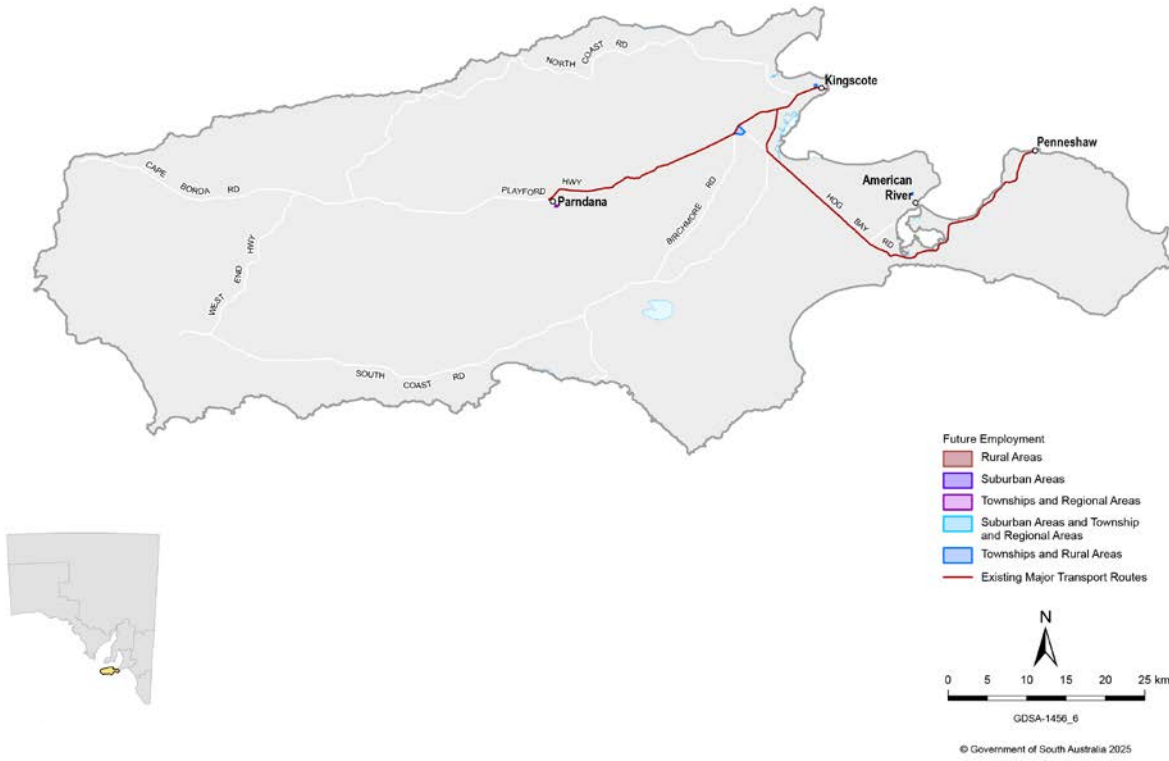 NORTH COAST RD
Kingscote
Penneshaw
CAPE BORDA RD
PLAYFORD HWY
Parndana
American
River
BIRCHMORE RD
HOG BAY RD
WEST END HWY
SOUTH COAST RD
Future Employment
Rural Areas
Suburban Areas
Townships and Regional Areas
Suburban Areas and Township
and Regional Areas
Townships and Rural Areas
Existing Major Transport Routes
N
0 5 10 15 20 25 km
GDSA-1456_6
© Government of South Australia 2025